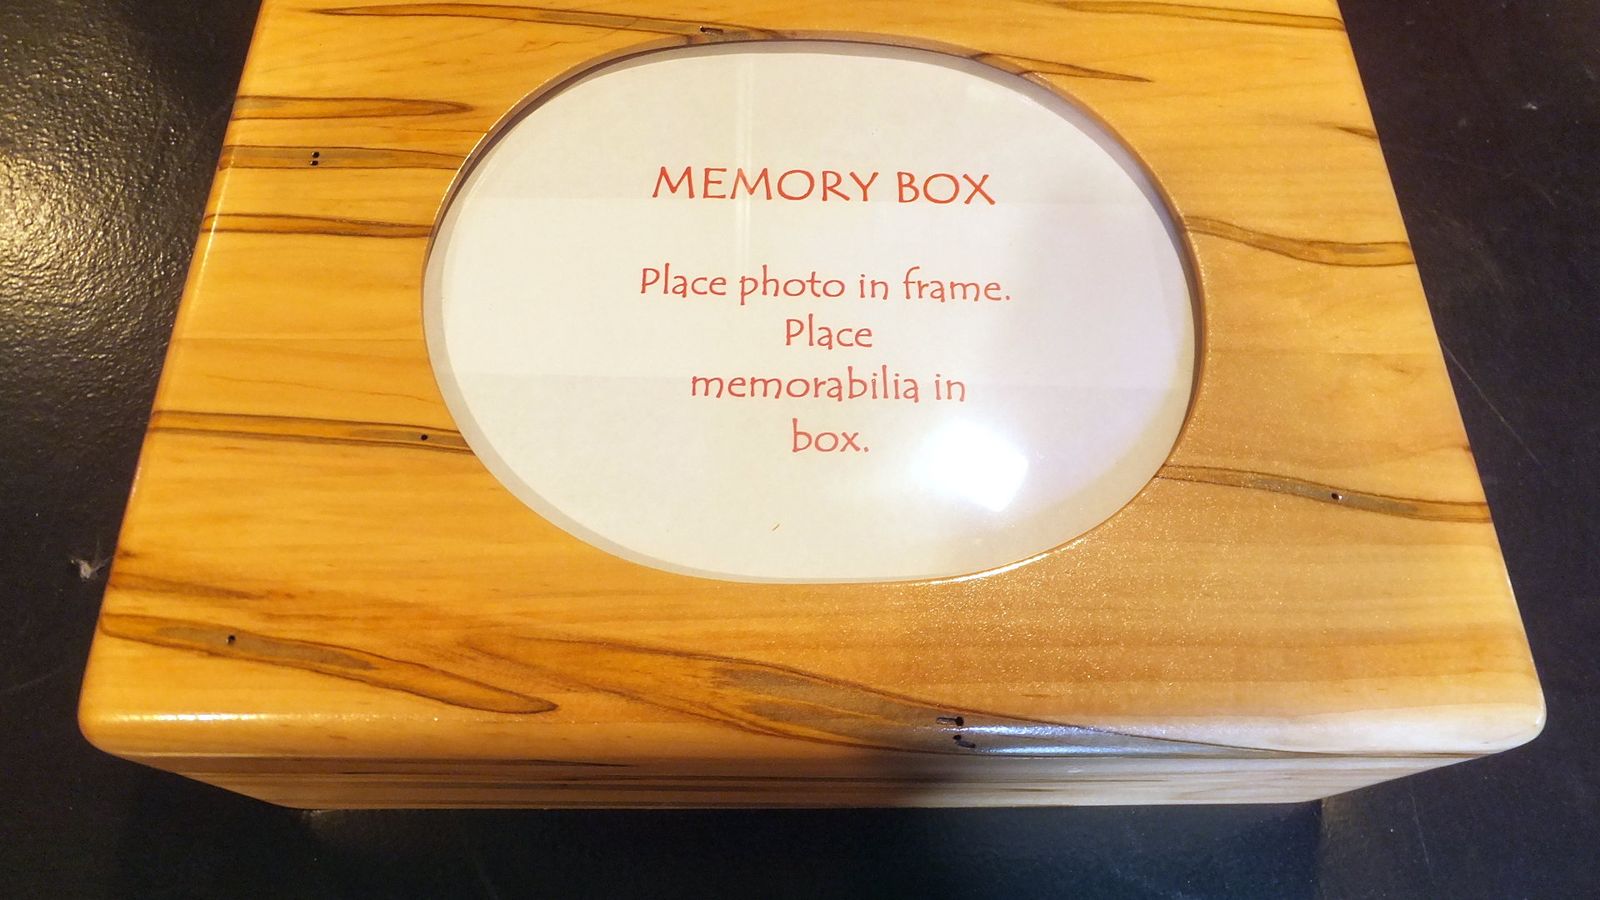 MEMORY BOX
Place photo in frame.
Place
memorabilia in
box.